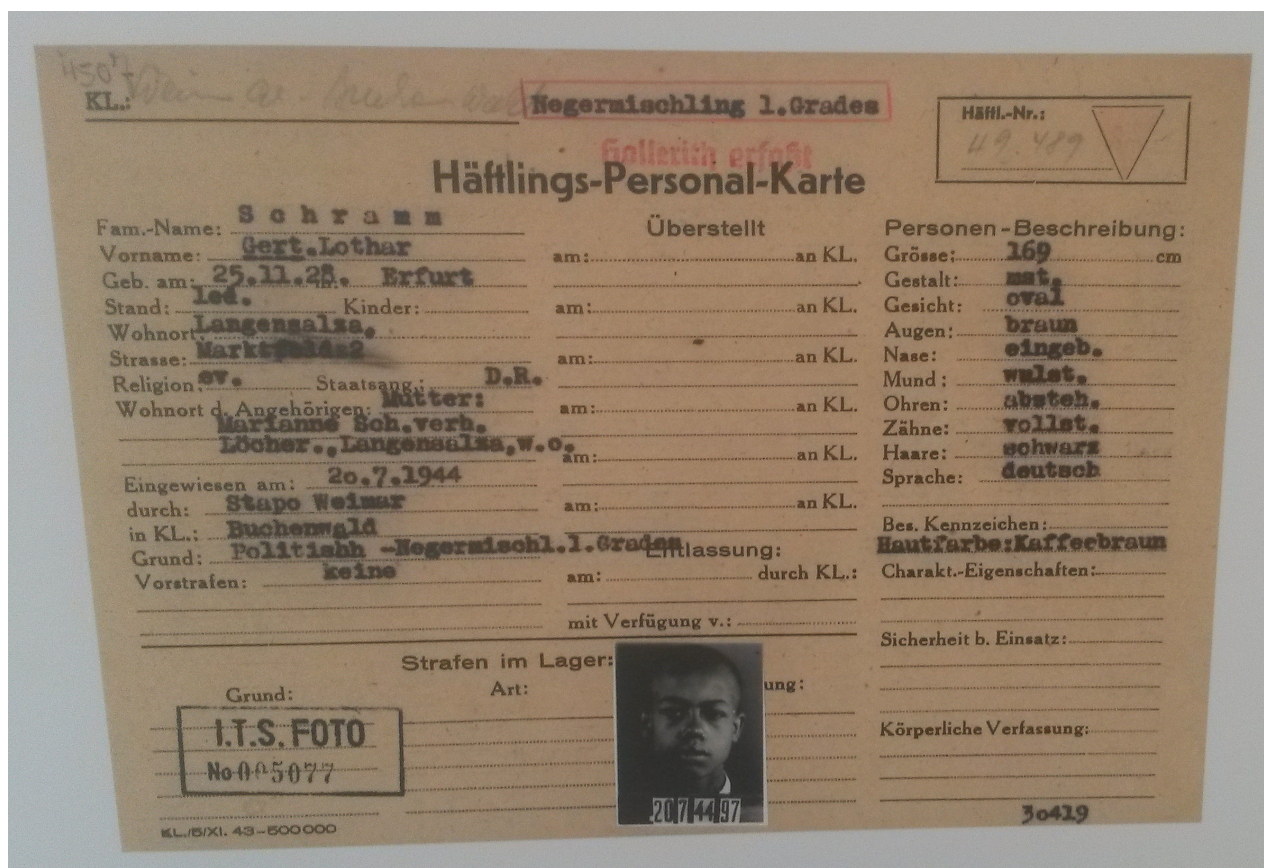 KL.:
Negermischling 1.Grades
Häftl.-Nr.:
49.489
Hollerith erfaßt
Häftlings-Personal-Karte
Fam.-Name: Schramm
Vorname: Gert.Lothar
Geb. am: 25.11.28. Erfurt
Stand: led. Kinder:
Wohnort: Langensalza.
Strasse:
Religion: ev. Staatsang.: D.R.
Wohnort d. Angehörigen: Mutter:
Marianne Sch.verh.
Löcher., Langensalza,w.o.
Eingewiesen am: 20.7.1944
durch: Stapo Weimar
in KL.: Buchenwald
Grund: Politishh -Negermischl.1.Grades
Vorstrafen: keine
Überstellt
am: an KL.
am: an KL.
am: an KL.
am: an KL.
am: an KL.
am: an KL.
Entlassung:
am: durch KL.:
mit Verfügung v.:
Personen-Beschreibung:
Grösse: 169 cm
Gestalt: mst.
Gesicht: oval
Augen: braun
Nase: eingeb.
Mund: wulst.
Ohren: absteh.
Zähne: vollst.
Haare: schwarz
Sprache: deutsch
Bes. Kennzeichen:
Hautfarbe:Kaffeebraun
Charakt.-Eigenschaften:
Sicherheit b. Einsatz:
Körperliche Verfassung:
Strafen im Lager:
Grund: Art: ung:
I.T.S. FOTO
No 005077
20 7 44 97
30419
KL./5/XI. 43-500000